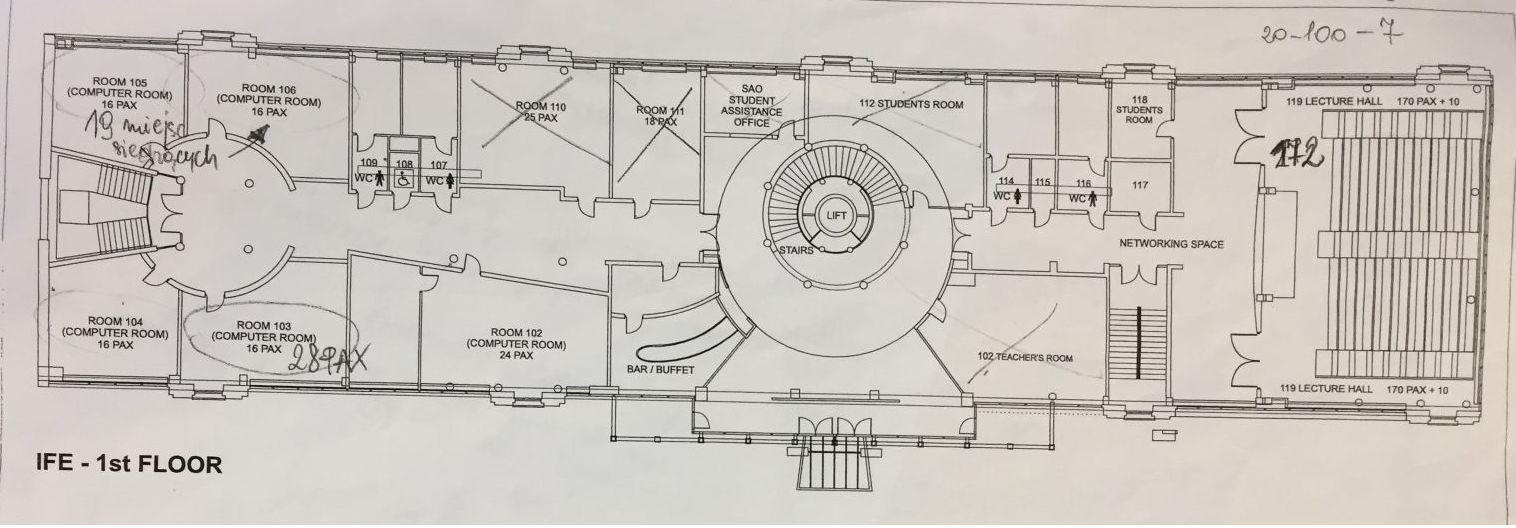 20-100-7
ROOM 105
(COMPUTER ROOM)
16 PAX
19 miejsc
siedzących
ROOM 106
(COMPUTER ROOM)
16 PAX
109
WC
108
107
WC
ROOM 110
25 PAX
ROOM 111
18 PAX
SAO
STUDENT
ASSISTANCE
OFFICE
112 STUDENTS ROOM
118
STUDENTS
ROOM
119 LECTURE HALL 170 PAX + 10
172
114
WC
115
116
WC
117
LIFT
STAIRS
NETWORKING SPACE
ROOM 104
(COMPUTER ROOM)
16 PAX
ROOM 103
(COMPUTER ROOM)
16 PAX
28 PAX
ROOM 102
(COMPUTER ROOM)
24 PAX
BAR / BUFFET
102 TEACHER'S ROOM
119 LECTURE HALL 170 PAX + 10
IFE - 1st FLOOR